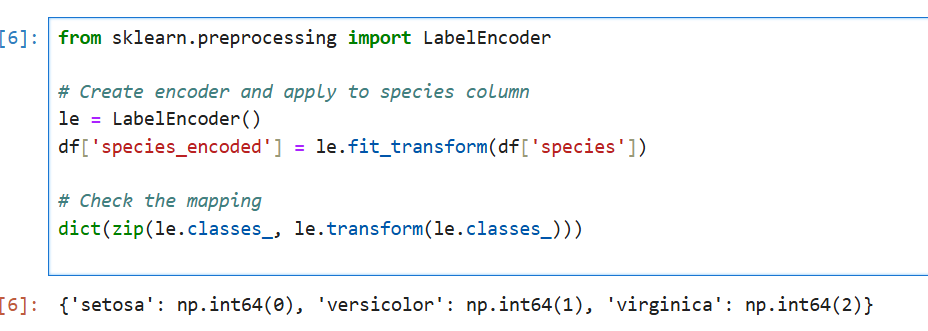 [6]: from sklearn.preprocessing import LabelEncoder
# Create encoder and apply to species column
le = LabelEncoder()
df['species_encoded'] = le.fit_transform(df['species'])
# Check the mapping
dict(zip(le.classes_, le.transform(le.classes_)))
[6]: {'setosa': np.int64(0), 'versicolor': np.int64(1), 'virginica': np.int64(2)}